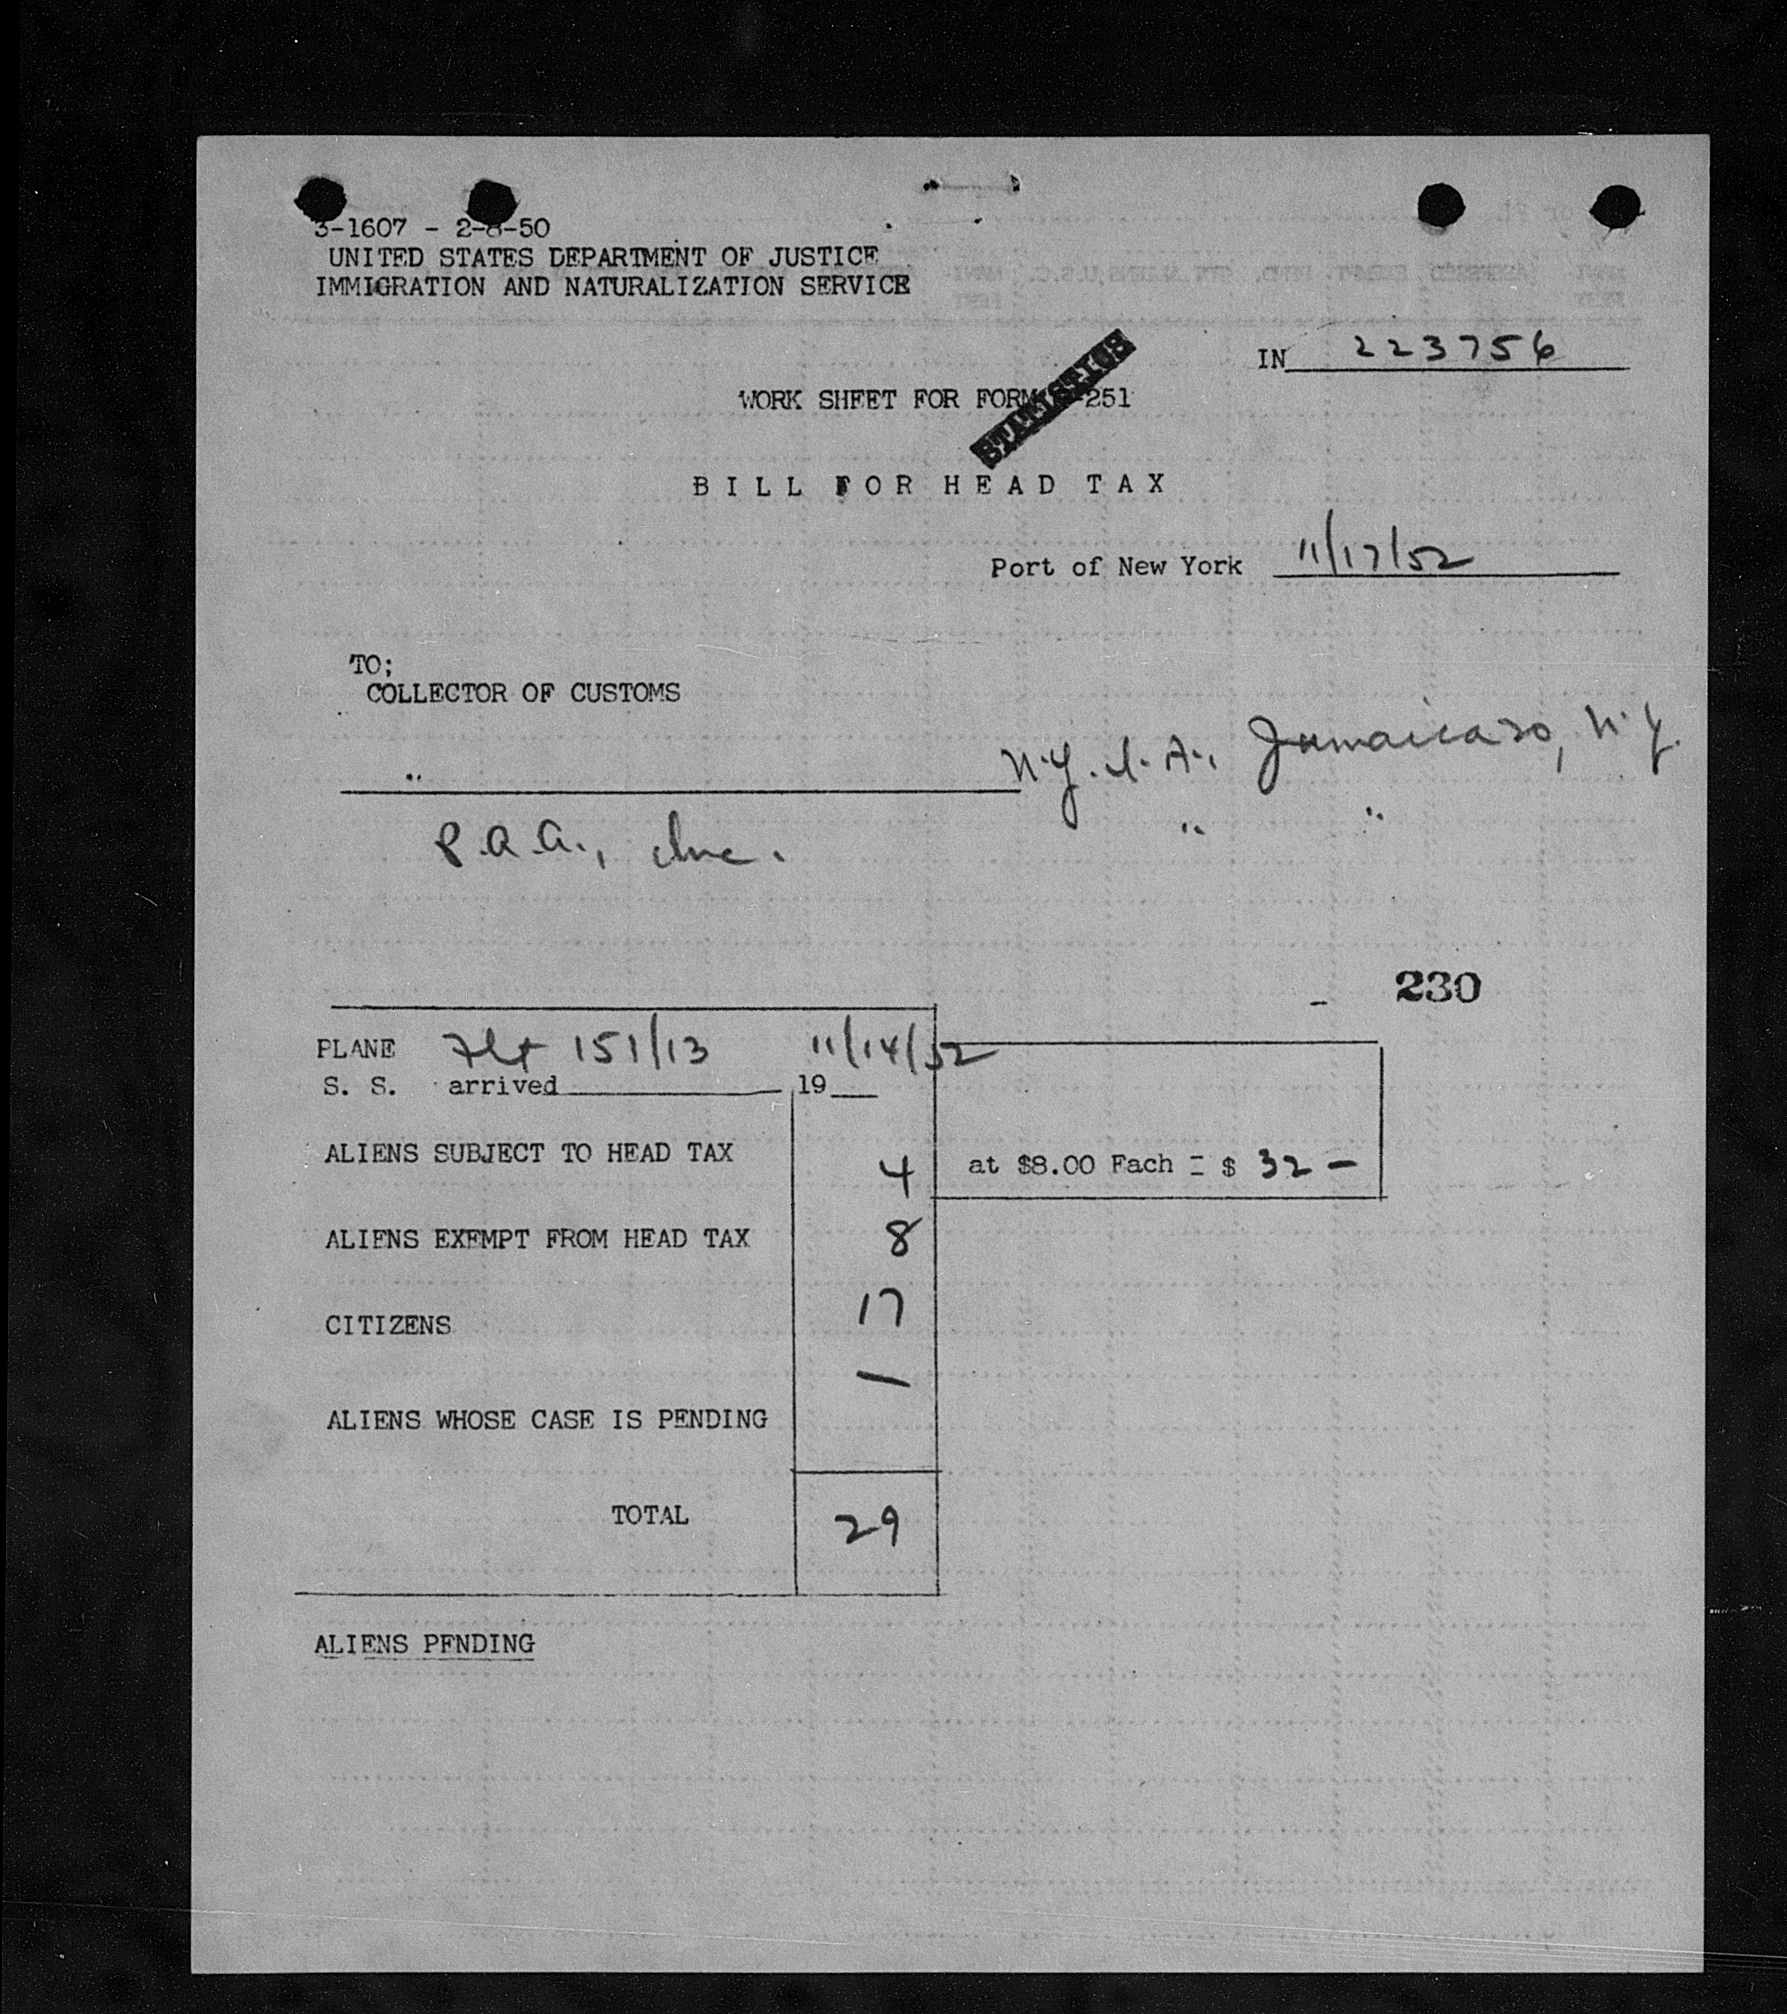 3-1607 - 2-8-50
UNITED STATES DEPARTMENT OF JUSTICE
IMMIGRATION AND NATURALIZATION SERVICE
IN 223756
STATISTICS
WORK SHEET FOR FORM -251
BILL FOR HEAD TAX
Port of New York 11/17/52
TO;
COLLECTOR OF CUSTOMS
" N.Y.I.A., Jamaica 30, N.Y.
P.A.A., Inc. " "
- 230
PLANE Flt 151/13 11/14/52
S. S. arrived 19
ALIENS SUBJECT TO HEAD TAX 4 at $8.00 Each = $ 32 -
ALIENS EXEMPT FROM HEAD TAX 8
CITIZENS 17
ALIENS WHOSE CASE IS PENDING —
TOTAL 29
ALIENS PENDING